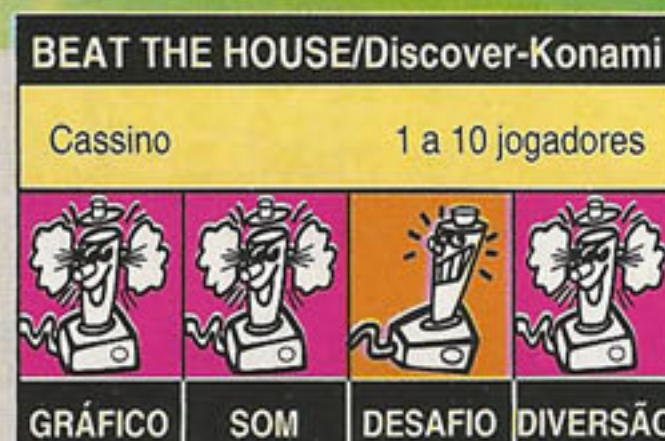 BEAT THE HOUSE/Discover-Konami
Cassino 1 a 10 jogadores
GRÁFICO SOM DESAFIO DIVERSÃO